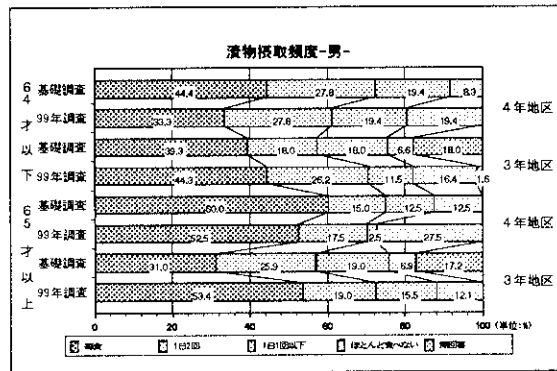 漬物摂取頻度-男-
64才以下
65才以上
基礎調査 44.4 27.8 19.4 8.3
99年調査 33.3 27.8 19.4 19.4
4年地区
基礎調査 39.3 18.0 18.0 6.6 18.0
99年調査 44.3 26.2 11.5 16.4 1.6
3年地区
基礎調査 60.0 15.0 12.5 12.5
99年調査 52.5 17.5 2.5 27.5
4年地区
基礎調査 31.0 25.9 19.0 6.9 17.2
99年調査 53.4 19.0 15.5 12.1
3年地区
0 20 40 60 80 100 (単位:%)
毎食 1日2回 1日1回以下 ほとんど食べない 無回答